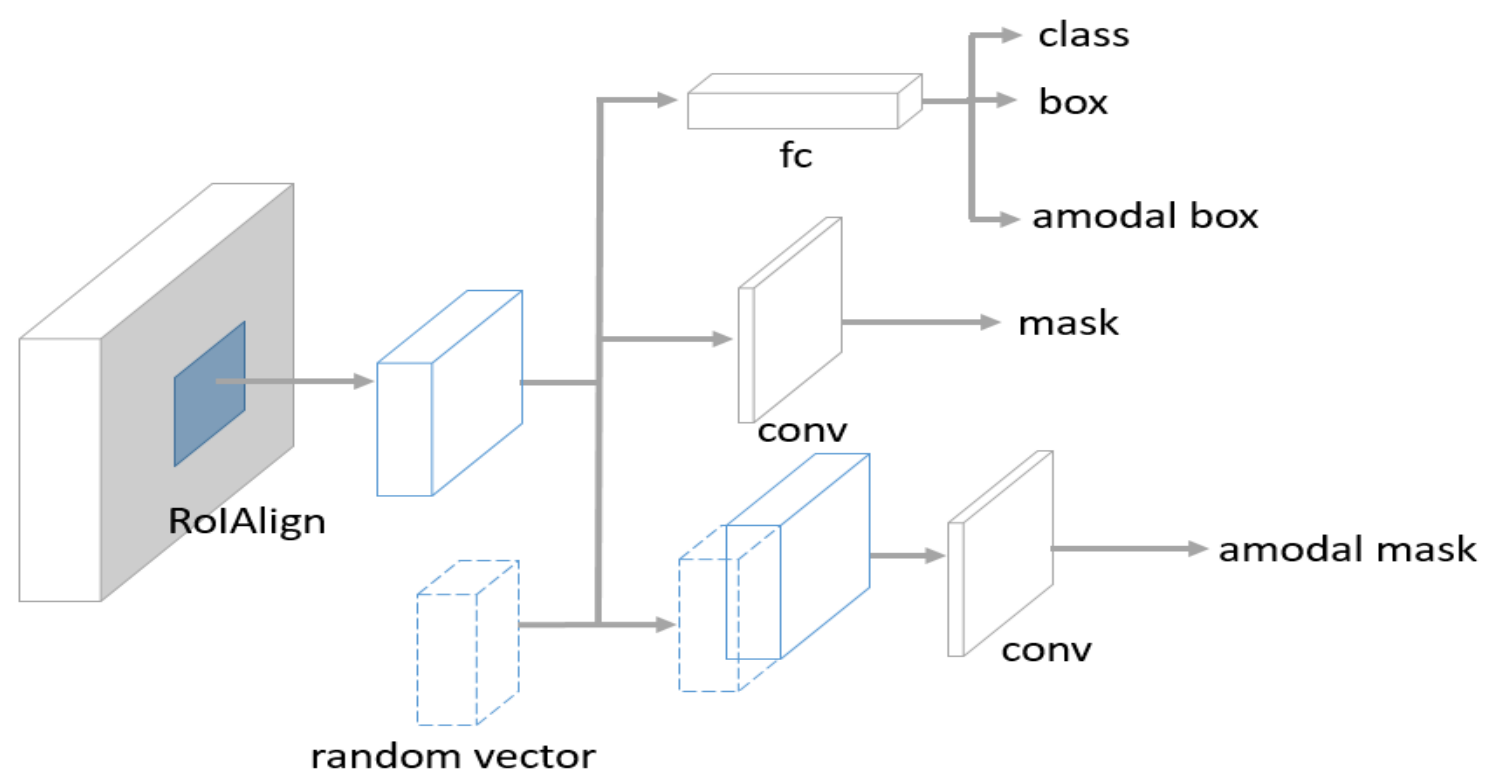 class
box
fc
amodal box
mask
conv
RoIAlign
amodal mask
conv
random vector